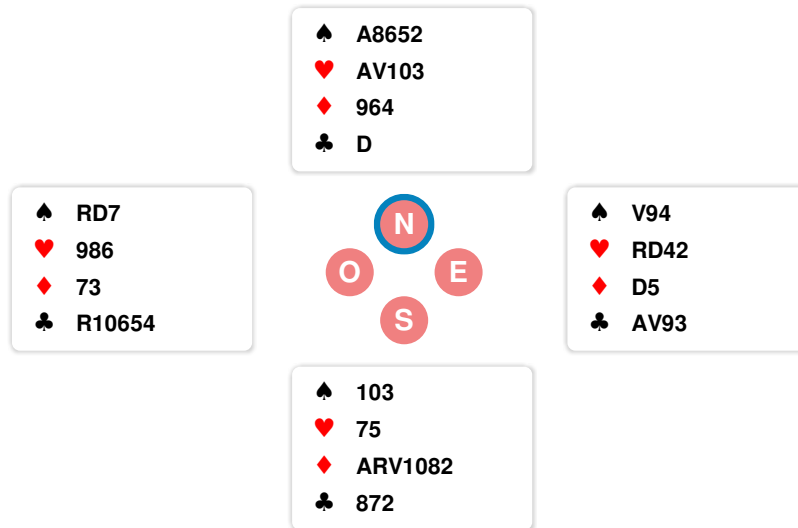 ♠ A8652
♥ AV103
♦ 964
♣ D
♠ RD7
♥ 986
♦ 73
♣ R10654
N
O E
S
♠ V94
♥ RD42
♦ D5
♣ AV93
♠ 103
♥ 75
♦ ARV1082
♣ 872